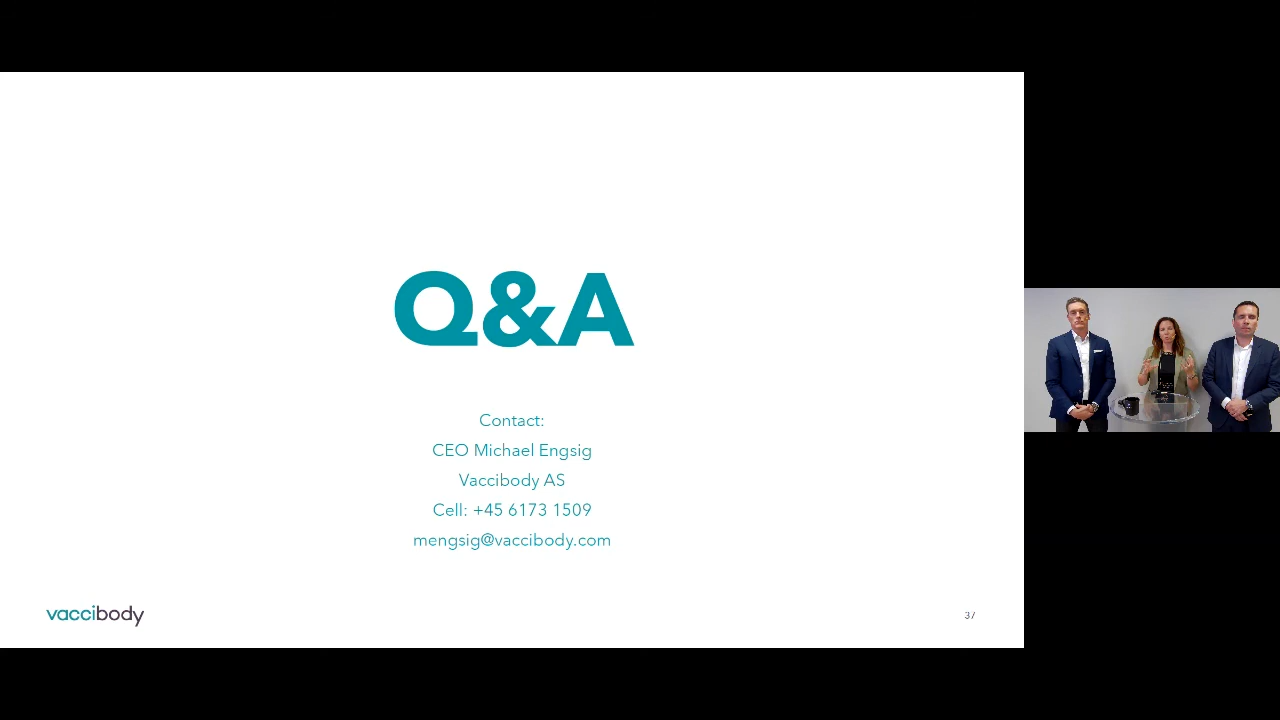 Q&A
Contact:
CEO Michael Engsig
Vaccibody AS
Cell: +45 6173 1509
mengsig@vaccibody.com
vaccibody
37